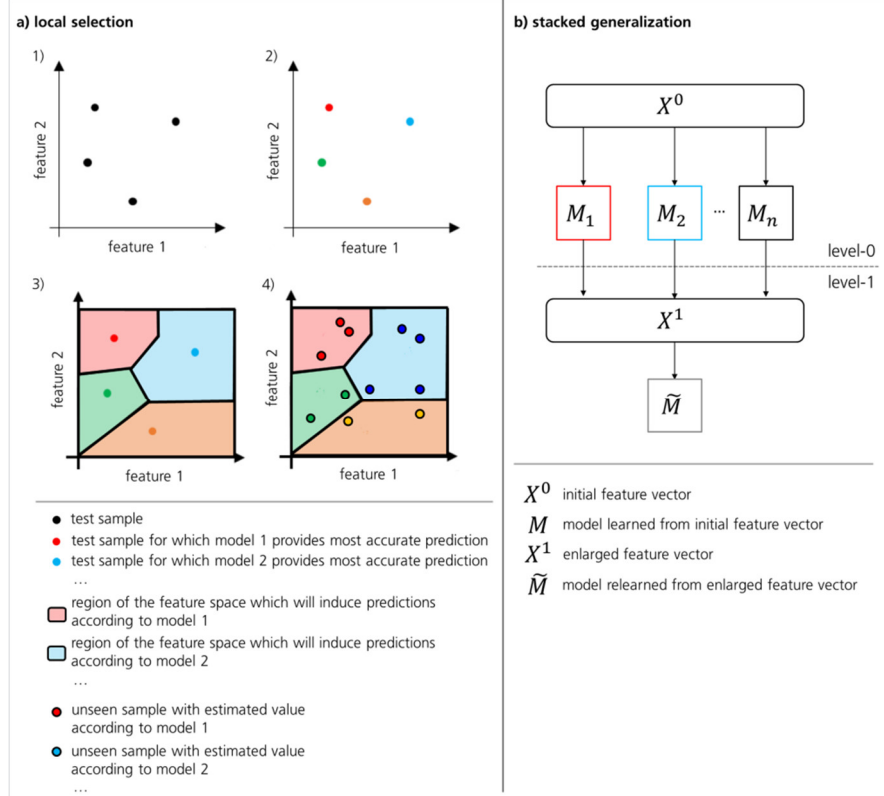 a) local selection
1)
feature 2
feature 1
2)
feature 2
feature 1
3)
feature 2
feature 1
4)
feature 2
feature 1
test sample
test sample for which model 1 provides most accurate prediction
test sample for which model 2 provides most accurate prediction
...
region of the feature space which will induce predictions
according to model 1
region of the feature space which will induce predictions
according to model 2
...
unseen sample with estimated value
according to model 1
unseen sample with estimated value
according to model 2
...
b) stacked generalization
X⁰
M₁ M₂ ... Mₙ
level-0
level-1
X¹
M̃
X⁰ initial feature vector
M model learned from initial feature vector
X¹ enlarged feature vector
M̃ model relearned from enlarged feature vector